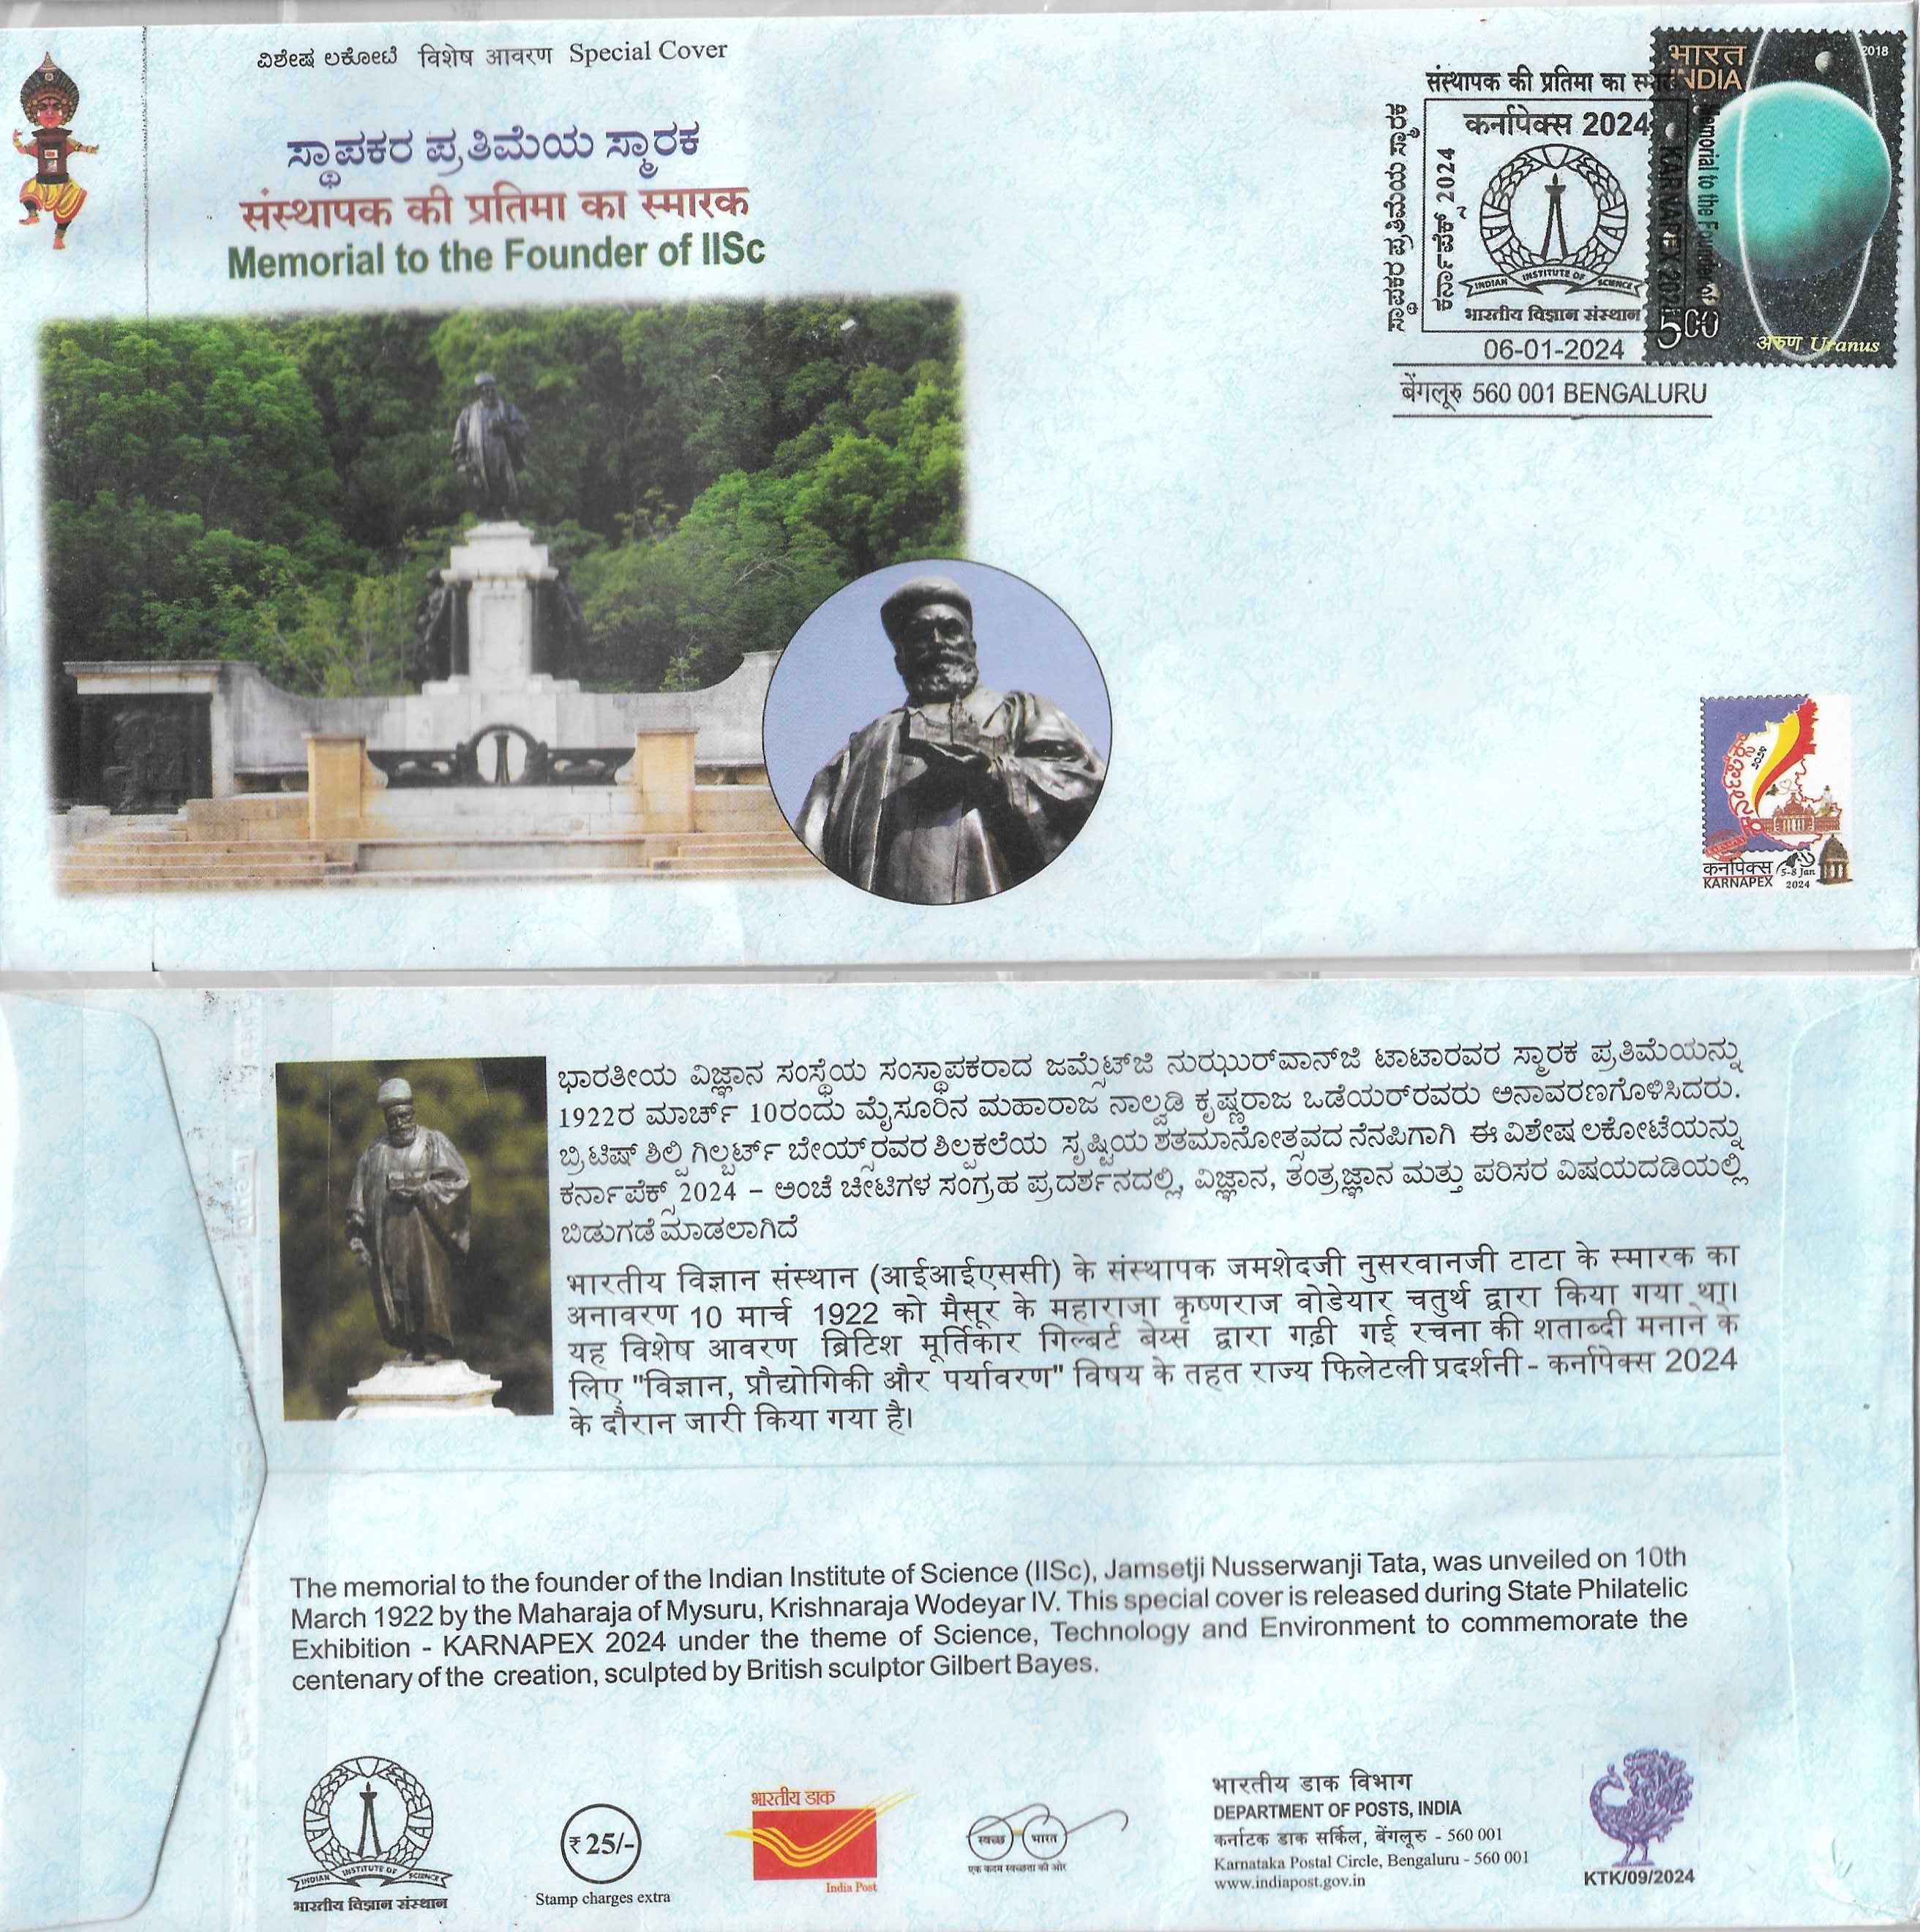 ವಿಶೇಷ ಲಕೋಟೆ विशेष आवरण Special Cover
ಸ್ಥಾಪಕರ ಪ್ರತಿಮೆಯ ಸ್ಮಾರಕ
संस्थापक की प्रतिमा का स्मारक
Memorial to the Founder of IISc
संस्थापक की प्रतिमा का
ಸ್ಥಾಪಕರ ಪ್ರತಿಮೆಯ ಸ್ಮಾರಕ
ಕರ್ನಾಪೆಕ್ಸ್ 2024
कर्नापेक्स 2024
INDIAN INSTITUTE OF SCIENCE
भारतीय विज्ञान संस्थान
KARNAPEX 2024
Memorial to the Founder of
06-01-2024
बेंगलूरु 560 001 BENGALURU
भारत
INDIA
2018
5.00
अरुण Uranus
कर्नापेक्स
KARNAPEX
5-8 Jan
2024
ಭಾರತೀಯ ವಿಜ್ಞಾನ ಸಂಸ್ಥೆಯ ಸಂಸ್ಥಾಪಕರಾದ ಜಮ್ಸೆಟ್‌ಜಿ ನುಝುರ್‌ವಾನ್‌ಜಿ ಟಾಟಾರವರ ಸ್ಮಾರಕ ಪ್ರತಿಮೆಯನ್ನು
1922ರ ಮಾರ್ಚ್ 10ರಂದು ಮೈಸೂರಿನ ಮಹಾರಾಜ ನಾಲ್ವಡಿ ಕೃಷ್ಣರಾಜ ಒಡೆಯರ್‌ರವರು ಅನಾವರಣಗೊಳಿಸಿದರು.
ಬ್ರಿಟಿಷ್ ಶಿಲ್ಪಿ ಗಿಲ್ಬರ್ಟ್ ಬೇಯ್ಸ್‌ರವರ ಶಿಲ್ಪಕಲೆಯ ಸೃಷ್ಟಿಯ ಶತಮಾನೋತ್ಸವದ ನೆನಪಿಗಾಗಿ ಈ ವಿಶೇಷ ಲಕೋಟೆಯನ್ನು
ಕರ್ನಾಪೆಕ್ಸ್ 2024 – ಅಂಚೆ ಚೀಟಿಗಳ ಸಂಗ್ರಹ ಪ್ರದರ್ಶನದಲ್ಲಿ, ವಿಜ್ಞಾನ, ತಂತ್ರಜ್ಞಾನ ಮತ್ತು ಪರಿಸರ ವಿಷಯದಡಿಯಲ್ಲಿ
ಬಿಡುಗಡೆ ಮಾಡಲಾಗಿದೆ
भारतीय विज्ञान संस्थान (आईआईएससी) के संस्थापक जमशेदजी नुसरवानजी टाटा के स्मारक का
अनावरण 10 मार्च 1922 को मैसूर के महाराजा कृष्णराज वोडेयार चतुर्थ द्वारा किया गया था।
यह विशेष आवरण ब्रिटिश मूर्तिकार गिल्बर्ट बेय्स द्वारा गढ़ी गई रचना की शताब्दी मनाने के
लिए "विज्ञान, प्रौद्योगिकी और पर्यावरण" विषय के तहत राज्य फिलेटली प्रदर्शनी - कर्नापेक्स 2024
के दौरान जारी किया गया है।
The memorial to the founder of the Indian Institute of Science (IISc), Jamsetji Nusserwanji Tata, was unveiled on 10th
March 1922 by the Maharaja of Mysuru, Krishnaraja Wodeyar IV. This special cover is released during State Philatelic
Exhibition - KARNAPEX 2024 under the theme of Science, Technology and Environment to commemorate the
centenary of the creation, sculpted by British sculptor Gilbert Bayes.
INDIAN INSTITUTE OF SCIENCE
भारतीय विज्ञान संस्थान
₹ 25/-
Stamp charges extra
भारतीय डाक
India Post
स्वच्छ भारत
एक कदम स्वच्छता की ओर
भारतीय डाक विभाग
DEPARTMENT OF POSTS, INDIA
कर्नाटक डाक सर्किल, बेंगलूरु - 560 001
Karnataka Postal Circle, Bengaluru - 560 001
www.indiapost.gov.in
KTK/09/2024